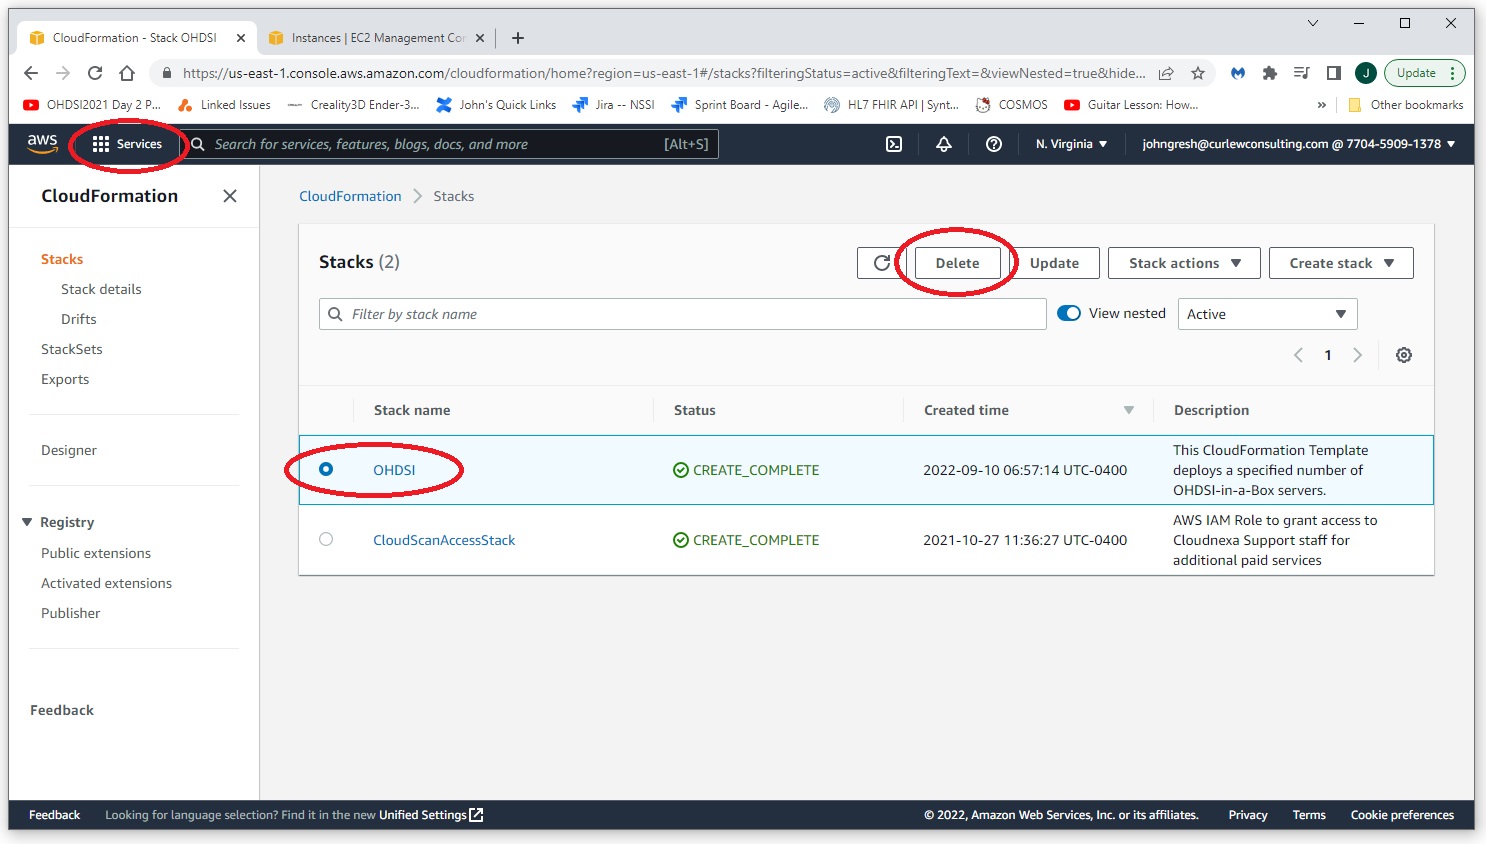 CloudFormation - Stack OHDSI
Instances | EC2 Management Con
https://us-east-1.console.aws.amazon.com/cloudformation/home?region=us-east-1#/stacks?filteringStatus=active&filteringText=&viewNested=true&hide...
J
Update
OHDSI2021 Day 2 P...
Linked Issues
Creality3D Ender-3...
John's Quick Links
Jira -- NSSI
Sprint Board - Agile...
HL7 FHIR API | Synt...
COSMOS
Guitar Lesson: How...
»
Other bookmarks
aws
Services
Search for services, features, blogs, docs, and more
[Alt+S]
N. Virginia
johngresh@curlewconsulting.com @ 7704-5909-1378
CloudFormation
Stacks
Stack details
Drifts
StackSets
Exports
Designer
Registry
Public extensions
Activated extensions
Publisher
Feedback
CloudFormation
Stacks
Stacks (2)
Delete
Update
Stack actions
Create stack
Filter by stack name
View nested
Active
1
Stack name
Status
Created time
Description
OHDSI
CREATE_COMPLETE
2022-09-10 06:57:14 UTC-0400
This CloudFormation Template
deploys a specified number of
OHDSI-in-a-Box servers.
CloudScanAccessStack
CREATE_COMPLETE
2021-10-27 11:36:27 UTC-0400
AWS IAM Role to grant access to
Cloudnexa Support staff for
additional paid services
Feedback
Looking for language selection? Find it in the new Unified Settings
© 2022, Amazon Web Services, Inc. or its affiliates.
Privacy
Terms
Cookie preferences